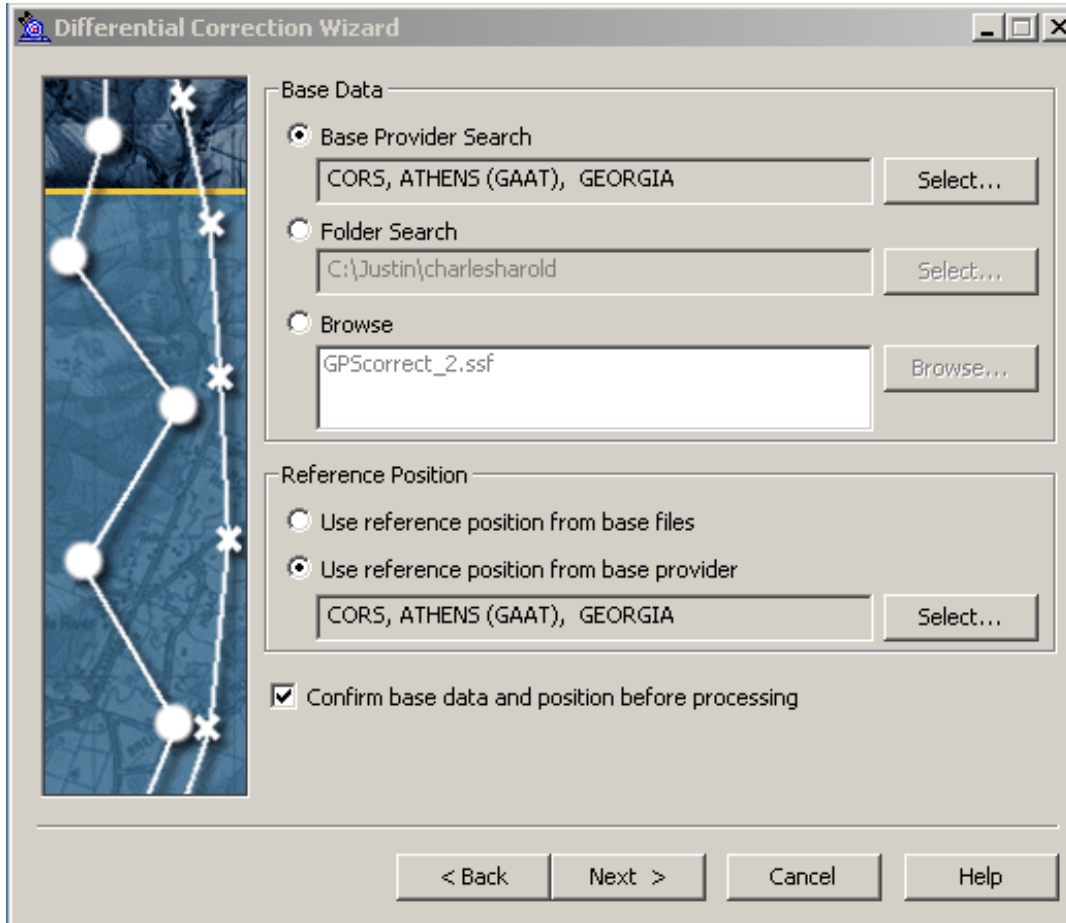 Differential Correction Wizard
Base Data
Base Provider Search
CORS, ATHENS (GAAT),  GEORGIA
Select...
Folder Search
C:\Justin\charlesharold
Select...
Browse
GPScorrect_2.ssf
Browse...
Reference Position
Use reference position from base files
Use reference position from base provider
CORS, ATHENS (GAAT),  GEORGIA
Select...
Confirm base data and position before processing
< Back
Next >
Cancel
Help